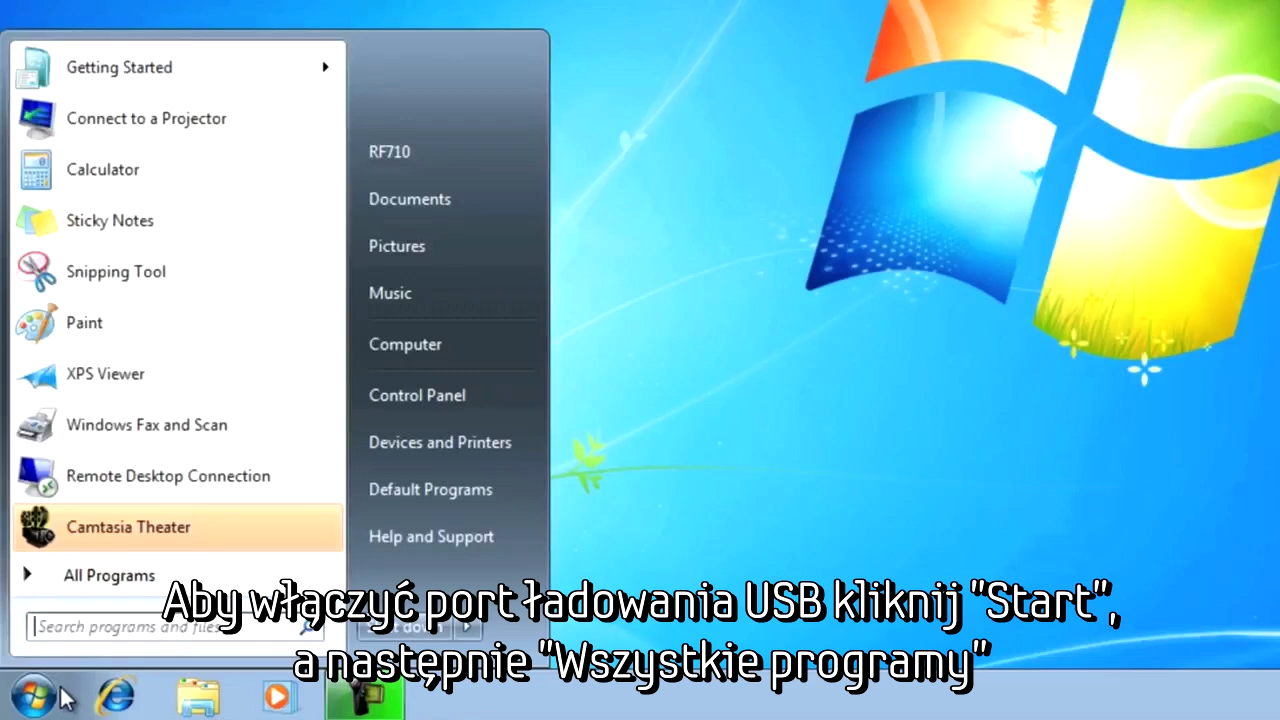 Getting Started
Connect to a Projector
Calculator
Sticky Notes
Snipping Tool
Paint
XPS Viewer
Windows Fax and Scan
Remote Desktop Connection
Camtasia Theater
All Programs
Search programs and files
RF710
Documents
Pictures
Music
Computer
Control Panel
Devices and Printers
Default Programs
Help and Support
Aby włączyć port ładowania USB kliknij "Start",
a następnie "Wszystkie programy"